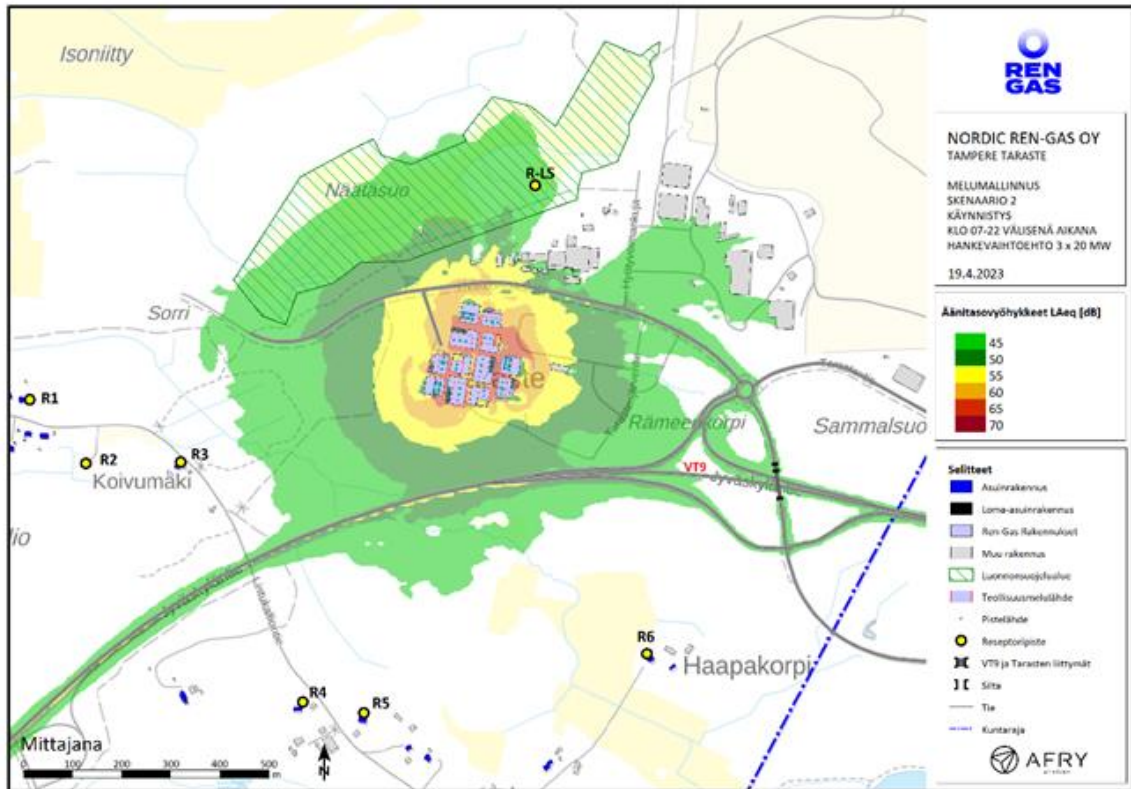 Isoniitty
R-LS
Näätasuo
Sorri
R1
R2
R3
Koivumäki
Rämeenkorpi
Sammalsuo
VT9
R4
R5
R6
Haapakorpi
Mittajana
0 100 200 300 400 500
m
N
REN
GAS
NORDIC REN-GAS OY
TAMPERE TARASTE
MELUMALLINNUS
SKENAARIO 2
KÄYNNISTYS
KLO 07-22 VÄLISENÄ AIKANA
HANKEVAIHTOEHTO 3 x 20 MW
19.4.2023
Äänitasovyöhykkeet LAeq [dB]
45
50
55
60
65
70
Selitteet
Asuinrakennus
Loma-asuinrakennus
Ren Gas Rakennukset
Muu rakennus
Luonnonsuojelualue
Teollisuusmelulähde
Pistelähde
Reseptoripiste
VT9 ja Tarasten liittymät
Silta
Tie
Kuntaraja
AFRY